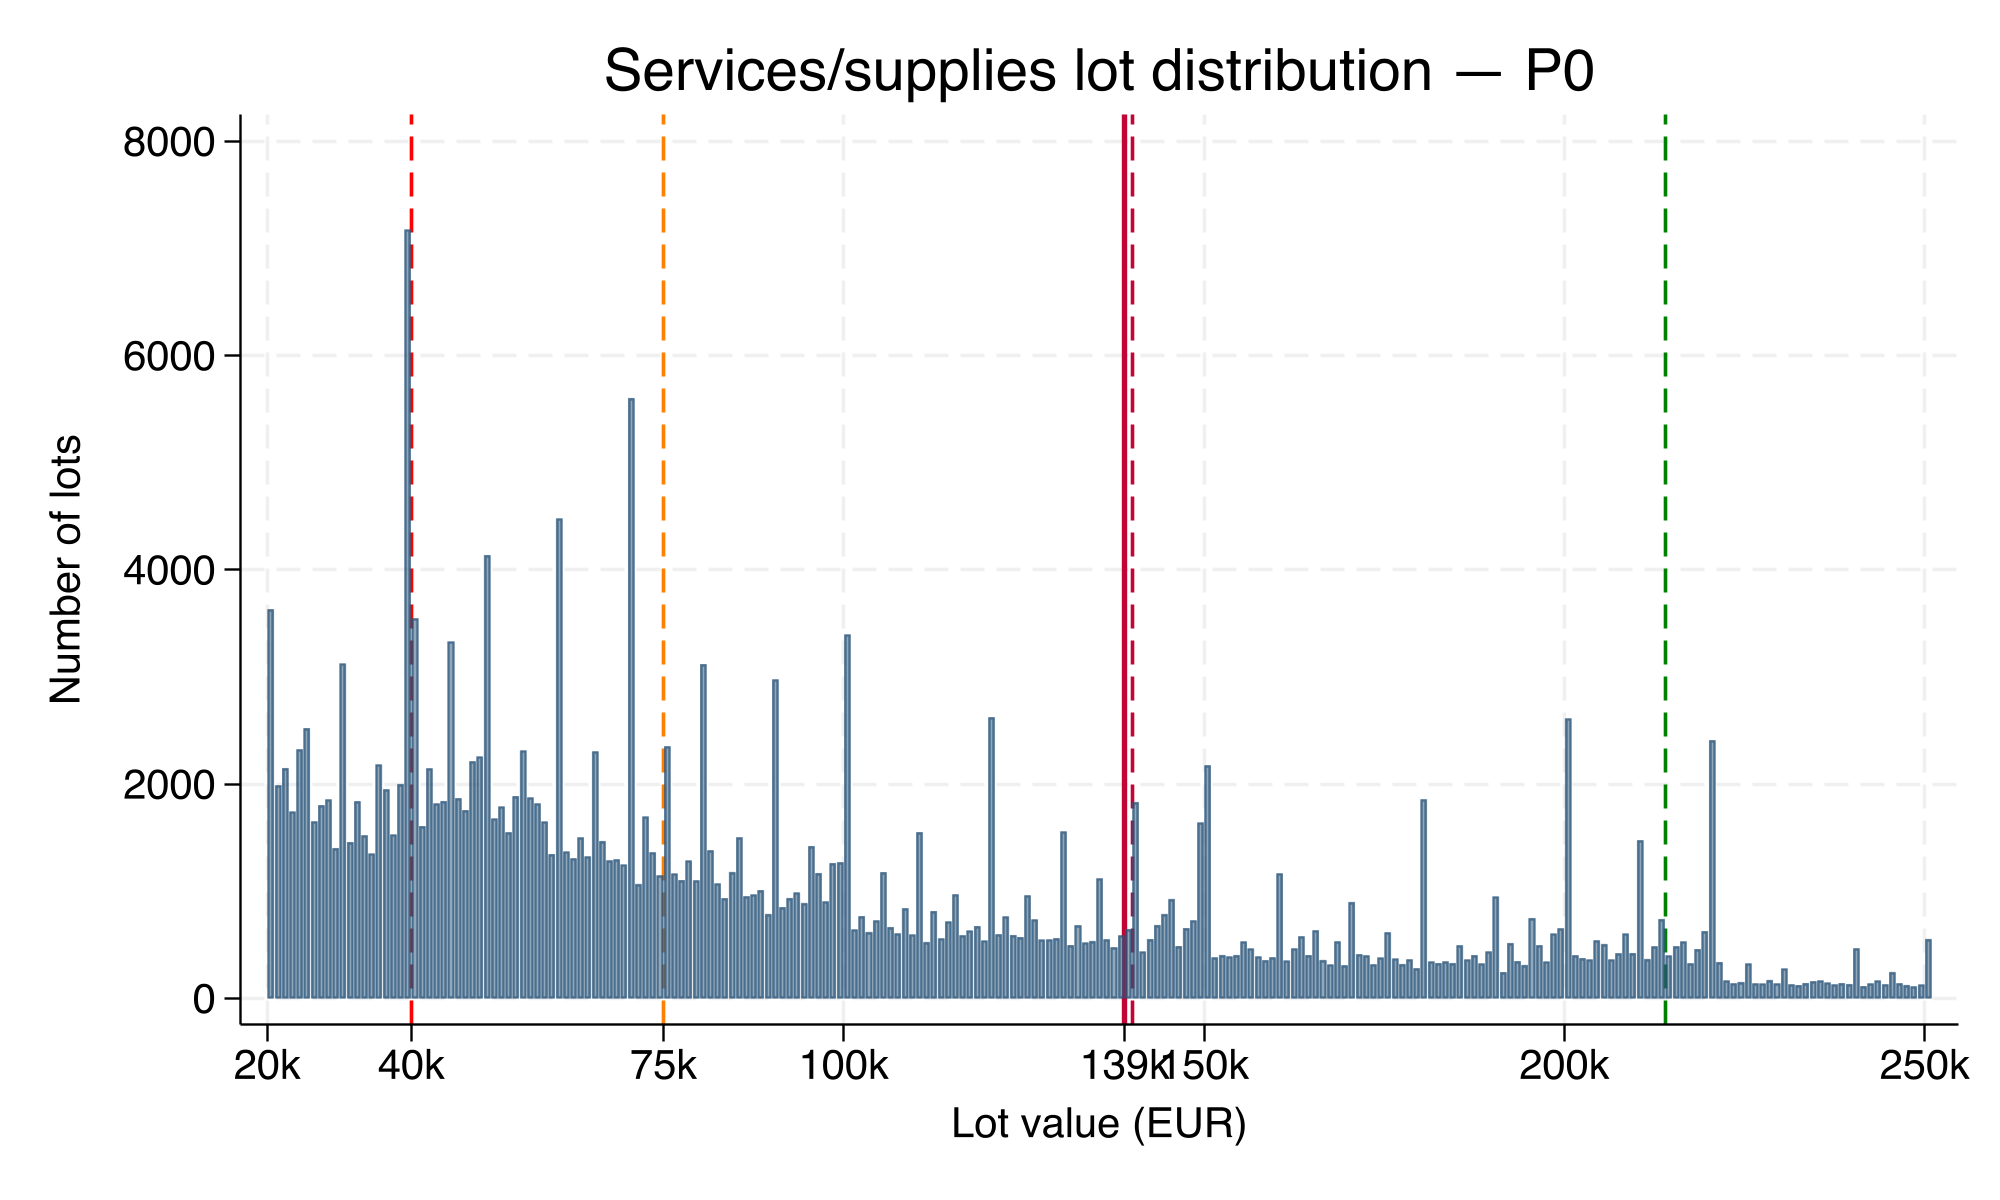 Services/supplies lot distribution — P0
8000
6000
4000
2000
0
Number of lots
20k 40k 75k 100k 139k 150k 200k 250k
Lot value (EUR)